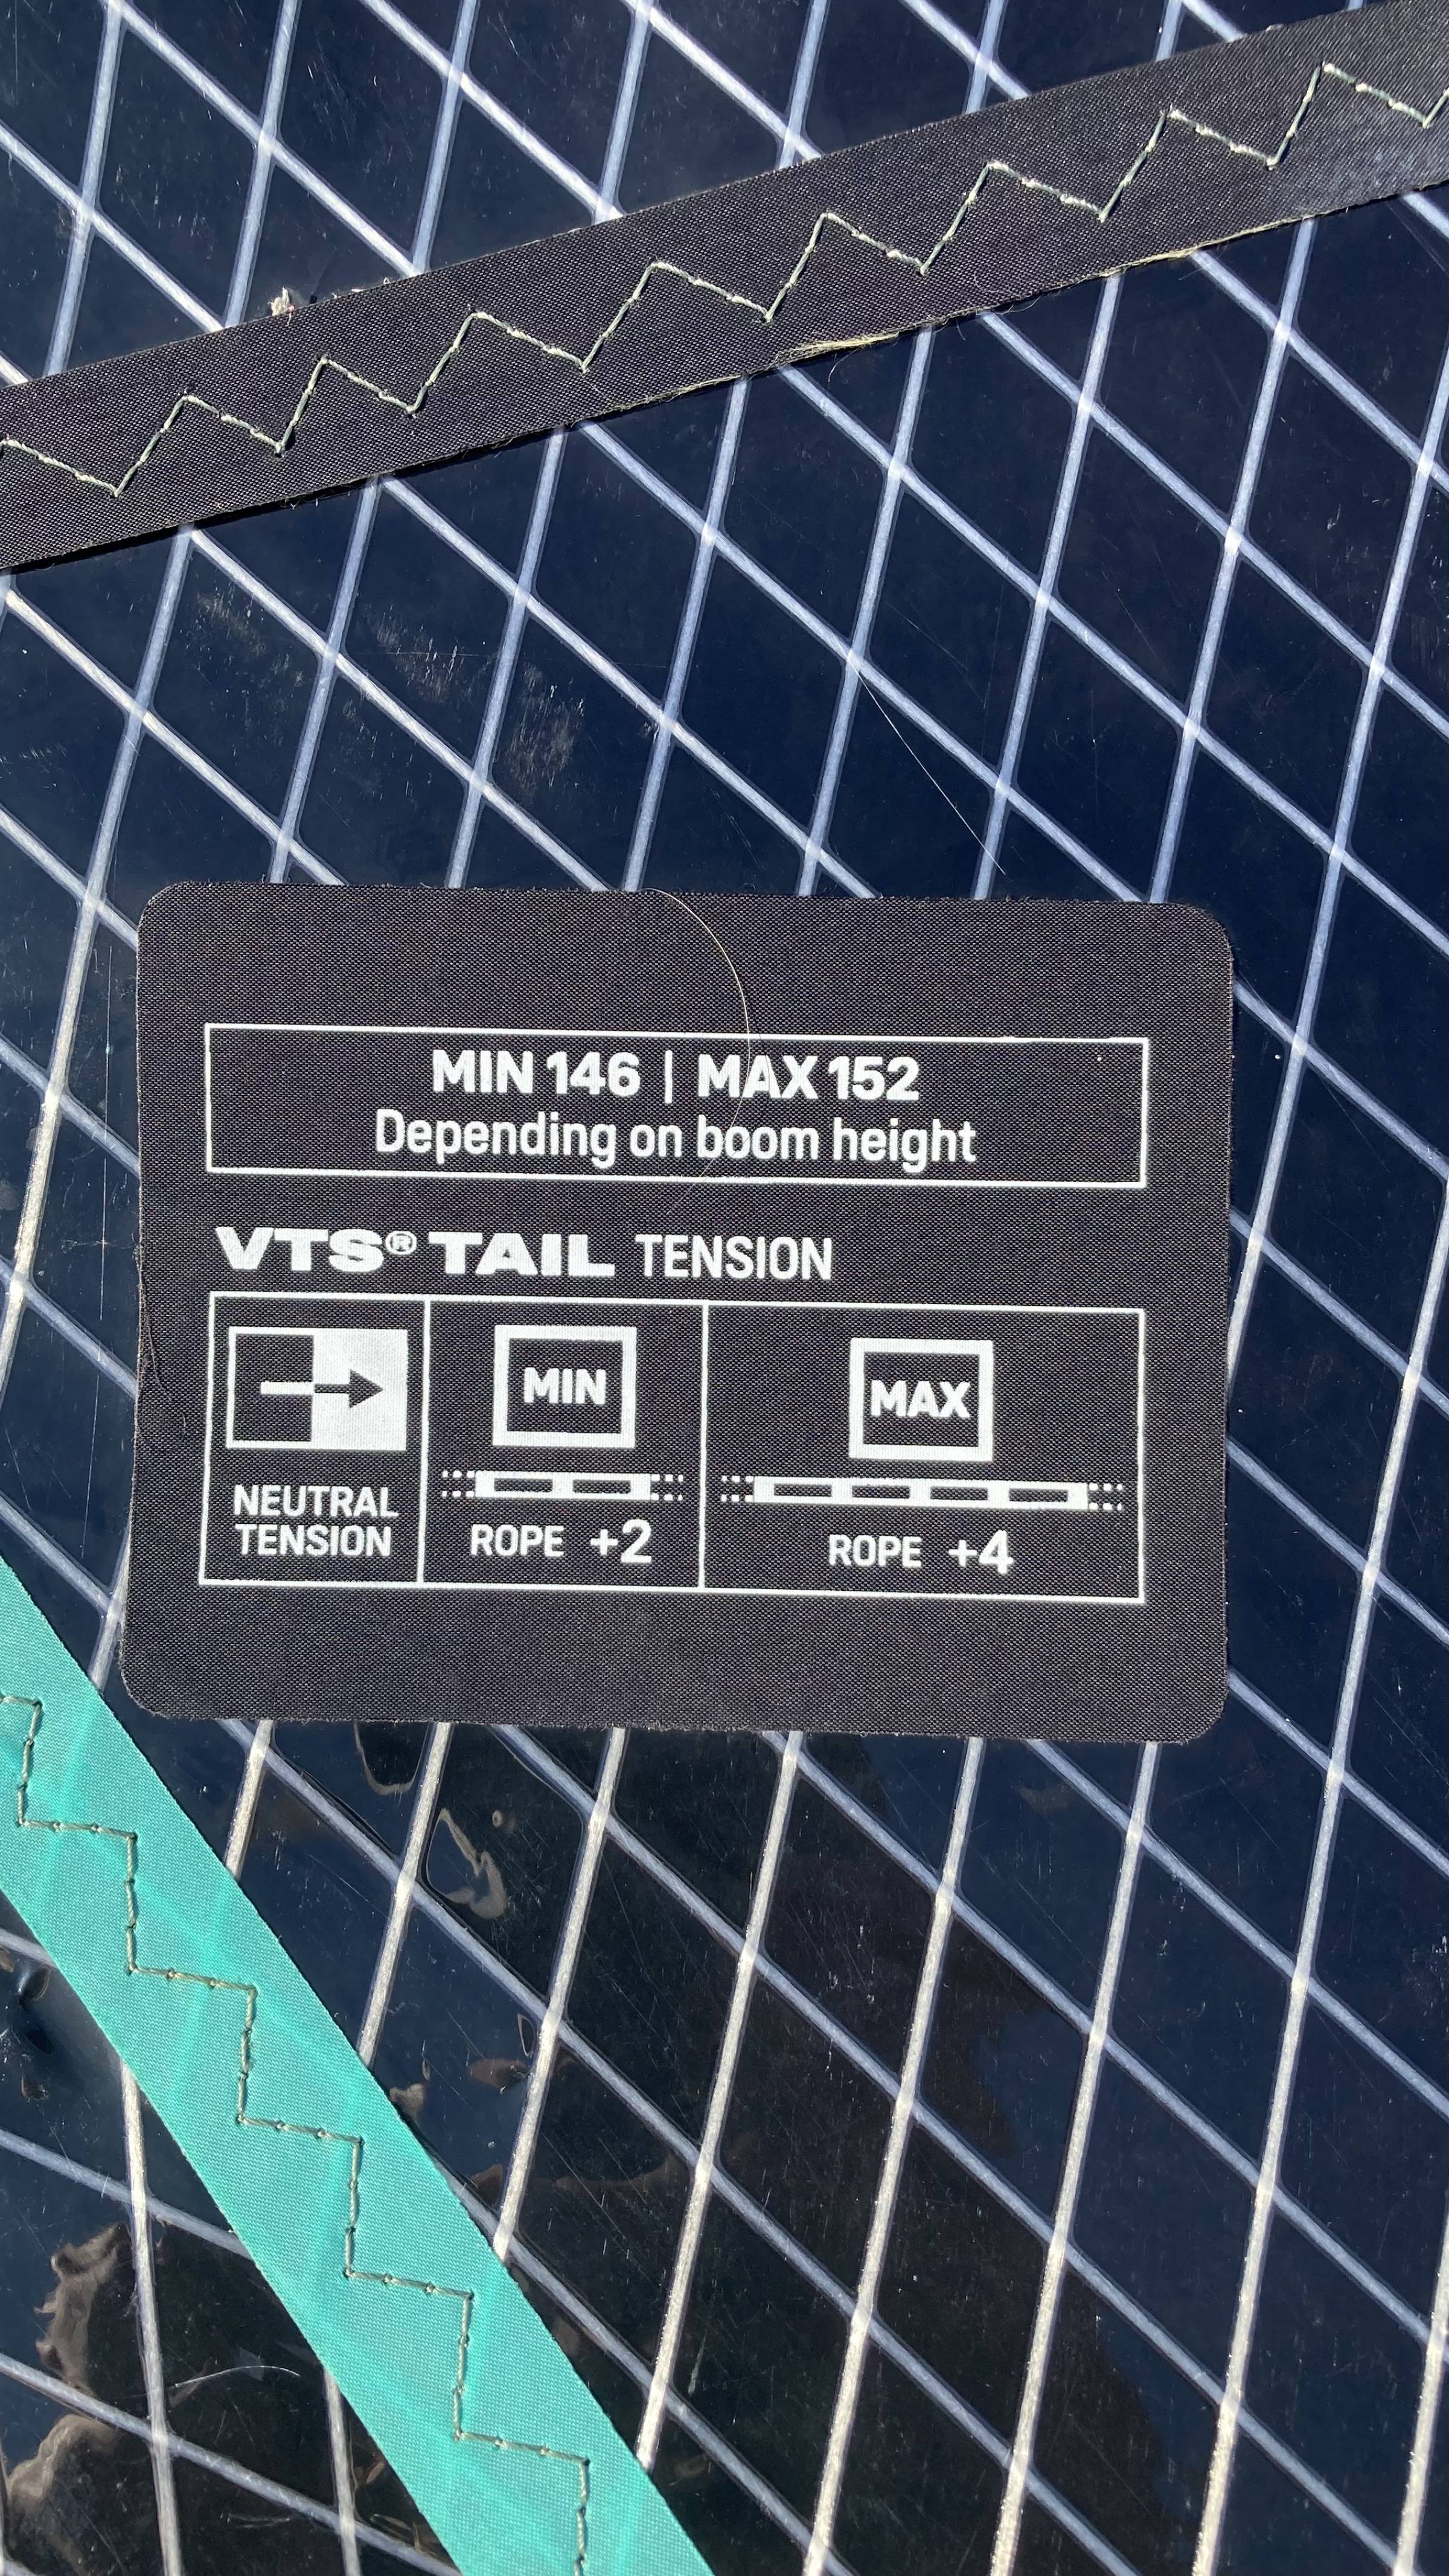 MIN 146 | MAX 152
Depending on boom height
VTS® TAIL TENSION
MIN
MAX
NEUTRAL
TENSION
ROPE +2
ROPE +4